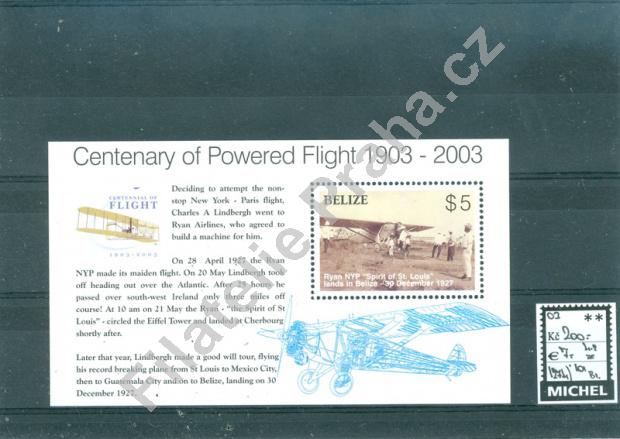 Centenary of Powered Flight 1903 - 2003
CENTENNIAL OF
FLIGHT
1903-2003
Deciding to attempt the non-
stop New York - Paris flight,
Charles A Lindbergh went to
Ryan Airlines, who agreed to
build a machine for him.
On 28 April 1927 the Ryan
NYP made its maiden flight. On 20 May Lindbergh took
off heading out over the Atlantic. After
hours he
passed over south-west Ireland only
miles off
course! At 10 am on 21 May the Ryan NYP "the Spirit of St
Louis" - circled the Eiffel Tower and landed at Cherbourg
shortly after.
Later that year, Lindbergh made a good will tour, flying
his record breaking plane from St Louis to Mexico City,
then to Guatemala City and on to Belize, landing on 30
December 1927.
BELIZE
$5
Ryan NYP "Spirit of St. Louis"
lands in Belize - 30 December 1927
Filatelie Praha.cz
02 **
Kč 200.-
€ 7.-
MICHEL